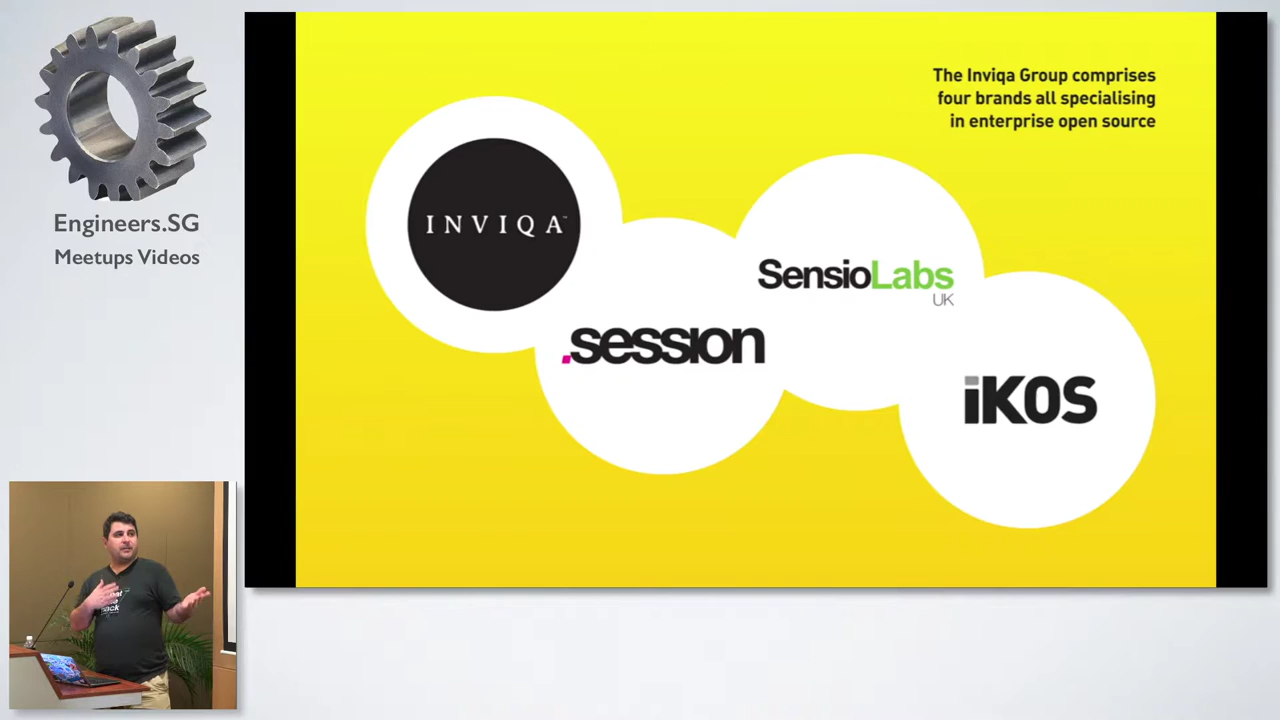 Engineers.SG
Meetups Videos
The Inviqa Group comprises
four brands all specialising
in enterprise open source
INVIQA™
.session
SensioLabs
UK
iKOS